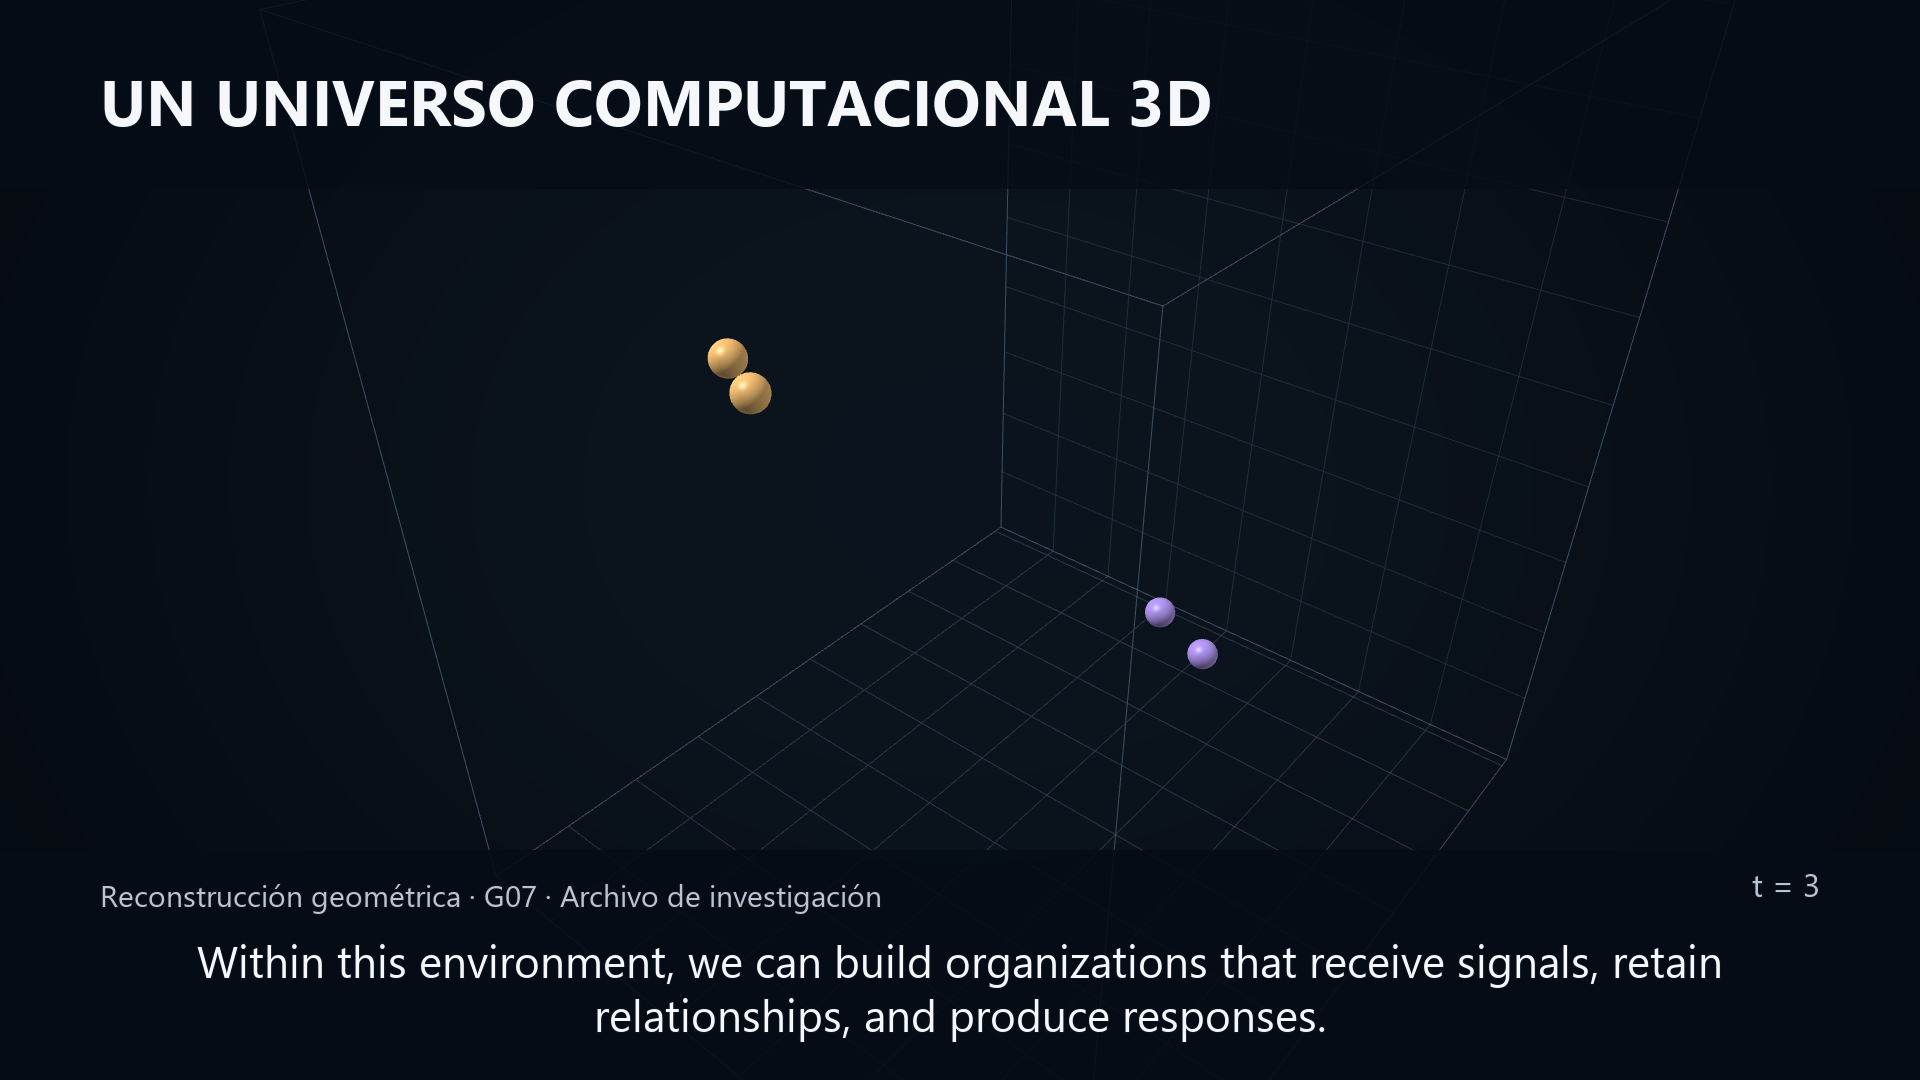 UN UNIVERSO COMPUTACIONAL 3D
Reconstrucción geométrica · G07 · Archivo de investigación
t = 3
Within this environment, we can build organizations that receive signals, retain
relationships, and produce responses.